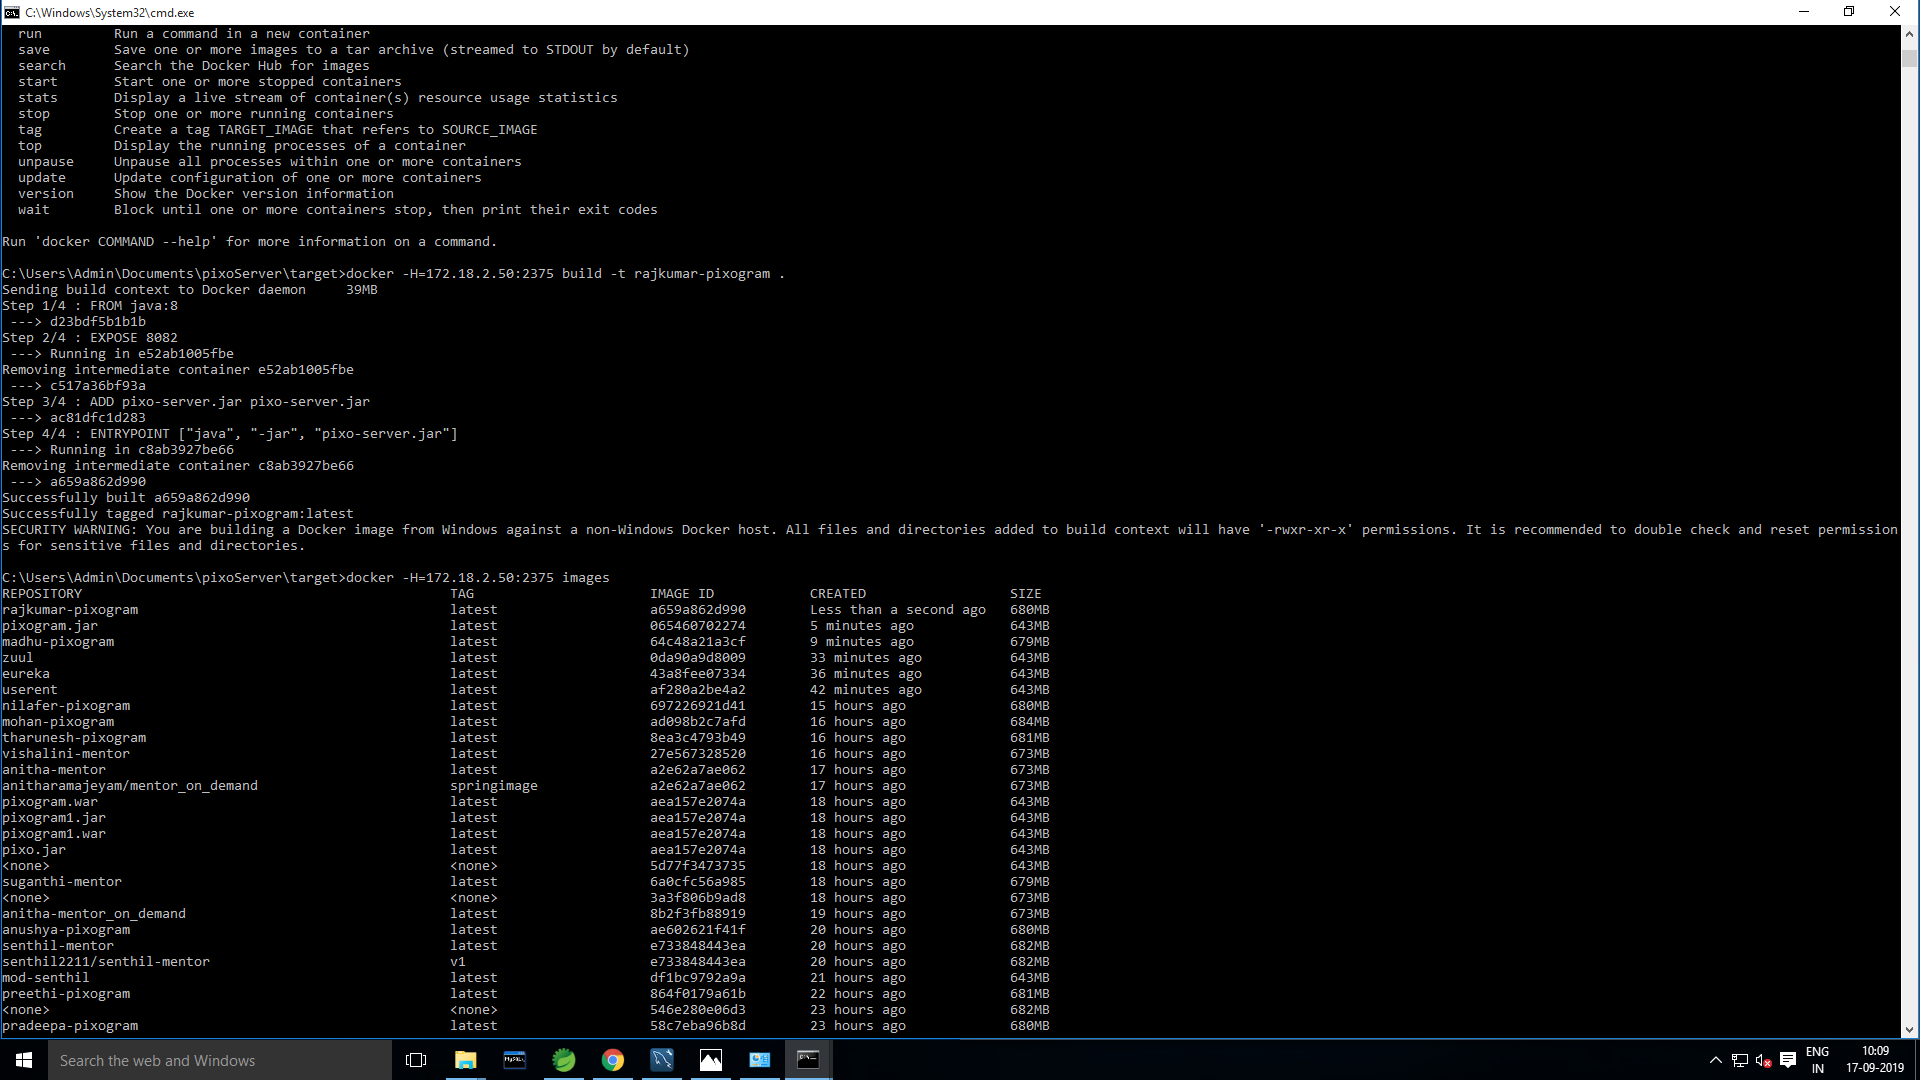 C:\Windows\System32\cmd.exe
run Run a command in a new container
save Save one or more images to a tar archive (streamed to STDOUT by default)
search Search the Docker Hub for images
start Start one or more stopped containers
stats Display a live stream of container(s) resource usage statistics
stop Stop one or more running containers
tag Create a tag TARGET_IMAGE that refers to SOURCE_IMAGE
top Display the running processes of a container
unpause Unpause all processes within one or more containers
update Update configuration of one or more containers
version Show the Docker version information
wait Block until one or more containers stop, then print their exit codes
Run 'docker COMMAND --help' for more information on a command.
C:\Users\Admin\Documents\pixoServer\target>docker -H=172.18.2.50:2375 build -t rajkumar-pixogram .
Sending build context to Docker daemon 39MB
Step 1/4 : FROM java:8
---> d23bdf5b1b1b
Step 2/4 : EXPOSE 8082
---> Running in e52ab1005fbe
Removing intermediate container e52ab1005fbe
---> c517a36bf93a
Step 3/4 : ADD pixo-server.jar pixo-server.jar
---> ac81dfc1d283
Step 4/4 : ENTRYPOINT ["java", "-jar", "pixo-server.jar"]
---> Running in c8ab3927be66
Removing intermediate container c8ab3927be66
---> a659a862d990
Successfully built a659a862d990
Successfully tagged rajkumar-pixogram:latest
SECURITY WARNING: You are building a Docker image from Windows against a non-Windows Docker host. All files and directories added to build context will have '-rwxr-xr-x' permissions. It is recommended to double check and reset permission
s for sensitive files and directories.
C:\Users\Admin\Documents\pixoServer\target>docker -H=172.18.2.50:2375 images
REPOSITORY TAG IMAGE ID CREATED SIZE
rajkumar-pixogram latest a659a862d990 Less than a second ago 680MB
pixogram.jar latest 065460702274 5 minutes ago 643MB
madhu-pixogram latest 64c48a21a3cf 9 minutes ago 679MB
zuul latest 0da90a9d8009 33 minutes ago 643MB
eureka latest 43a8fee07334 36 minutes ago 643MB
userent latest af280a2be4a2 42 minutes ago 643MB
nilafer-pixogram latest 697226921d41 15 hours ago 680MB
mohan-pixogram latest ad098b2c7afd 16 hours ago 684MB
tharunesh-pixogram latest 8ea3c4793b49 16 hours ago 681MB
vishalini-mentor latest 27e567328520 16 hours ago 673MB
anitha-mentor latest a2e62a7ae062 17 hours ago 673MB
anitharamajeyam/mentor_on_demand springimage a2e62a7ae062 17 hours ago 673MB
pixogram.war latest aea157e2074a 18 hours ago 643MB
pixogram1.jar latest aea157e2074a 18 hours ago 643MB
pixogram1.war latest aea157e2074a 18 hours ago 643MB
pixo.jar latest aea157e2074a 18 hours ago 643MB
<none> <none> 5d77f3473735 18 hours ago 643MB
suganthi-mentor latest 6a0cfc56a985 18 hours ago 679MB
<none> <none> 3a3f806b9ad8 18 hours ago 673MB
anitha-mentor_on_demand latest 8b2f3fb88919 19 hours ago 673MB
anushya-pixogram latest ae602621f41f 20 hours ago 680MB
senthil-mentor latest e733848443ea 20 hours ago 682MB
senthil2211/senthil-mentor v1 e733848443ea 20 hours ago 682MB
mod-senthil latest df1bc9792a9a 21 hours ago 643MB
preethi-pixogram latest 864f0179a61b 22 hours ago 681MB
<none> <none> 546e280e06d3 23 hours ago 682MB
pradeepa-pixogram latest 58c7eba96b8d 23 hours ago 680MB
Search the web and Windows
ENG 10:09
IN 17-09-2019